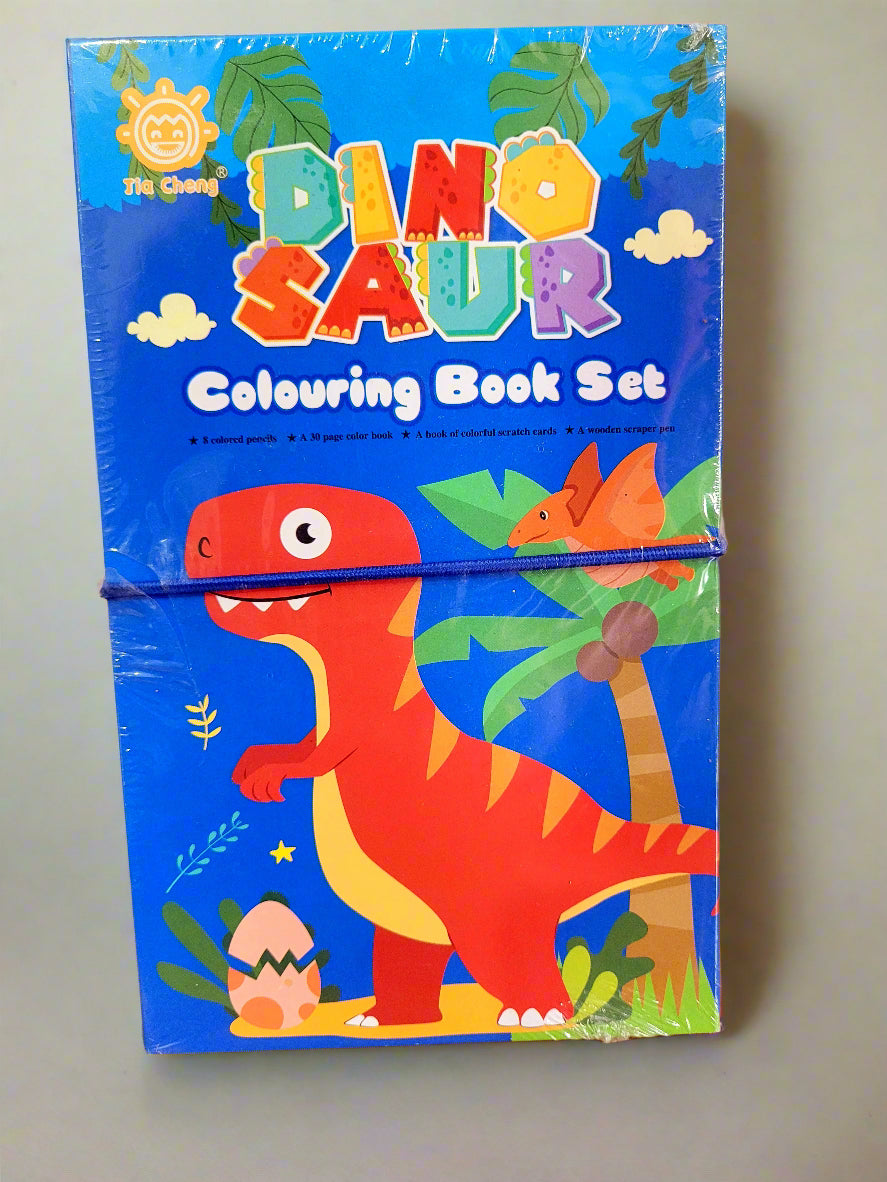 Jia Cheng®
DINO
SAUR
Colouring Book Set
★ 8 colored pencils ★ A 30 page color book ★ A book of colorful scratch cards ★ A wooden scraper pen